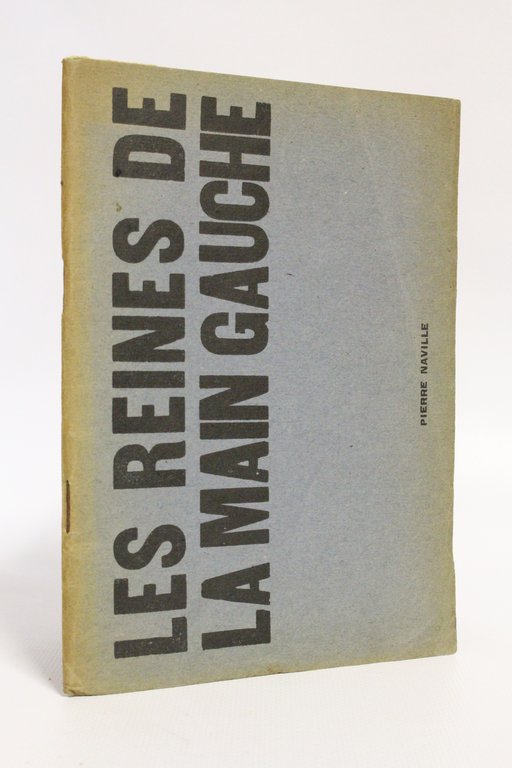 LES REINES DE
LA MAIN GAUCHE
PIERRE NAVILLE